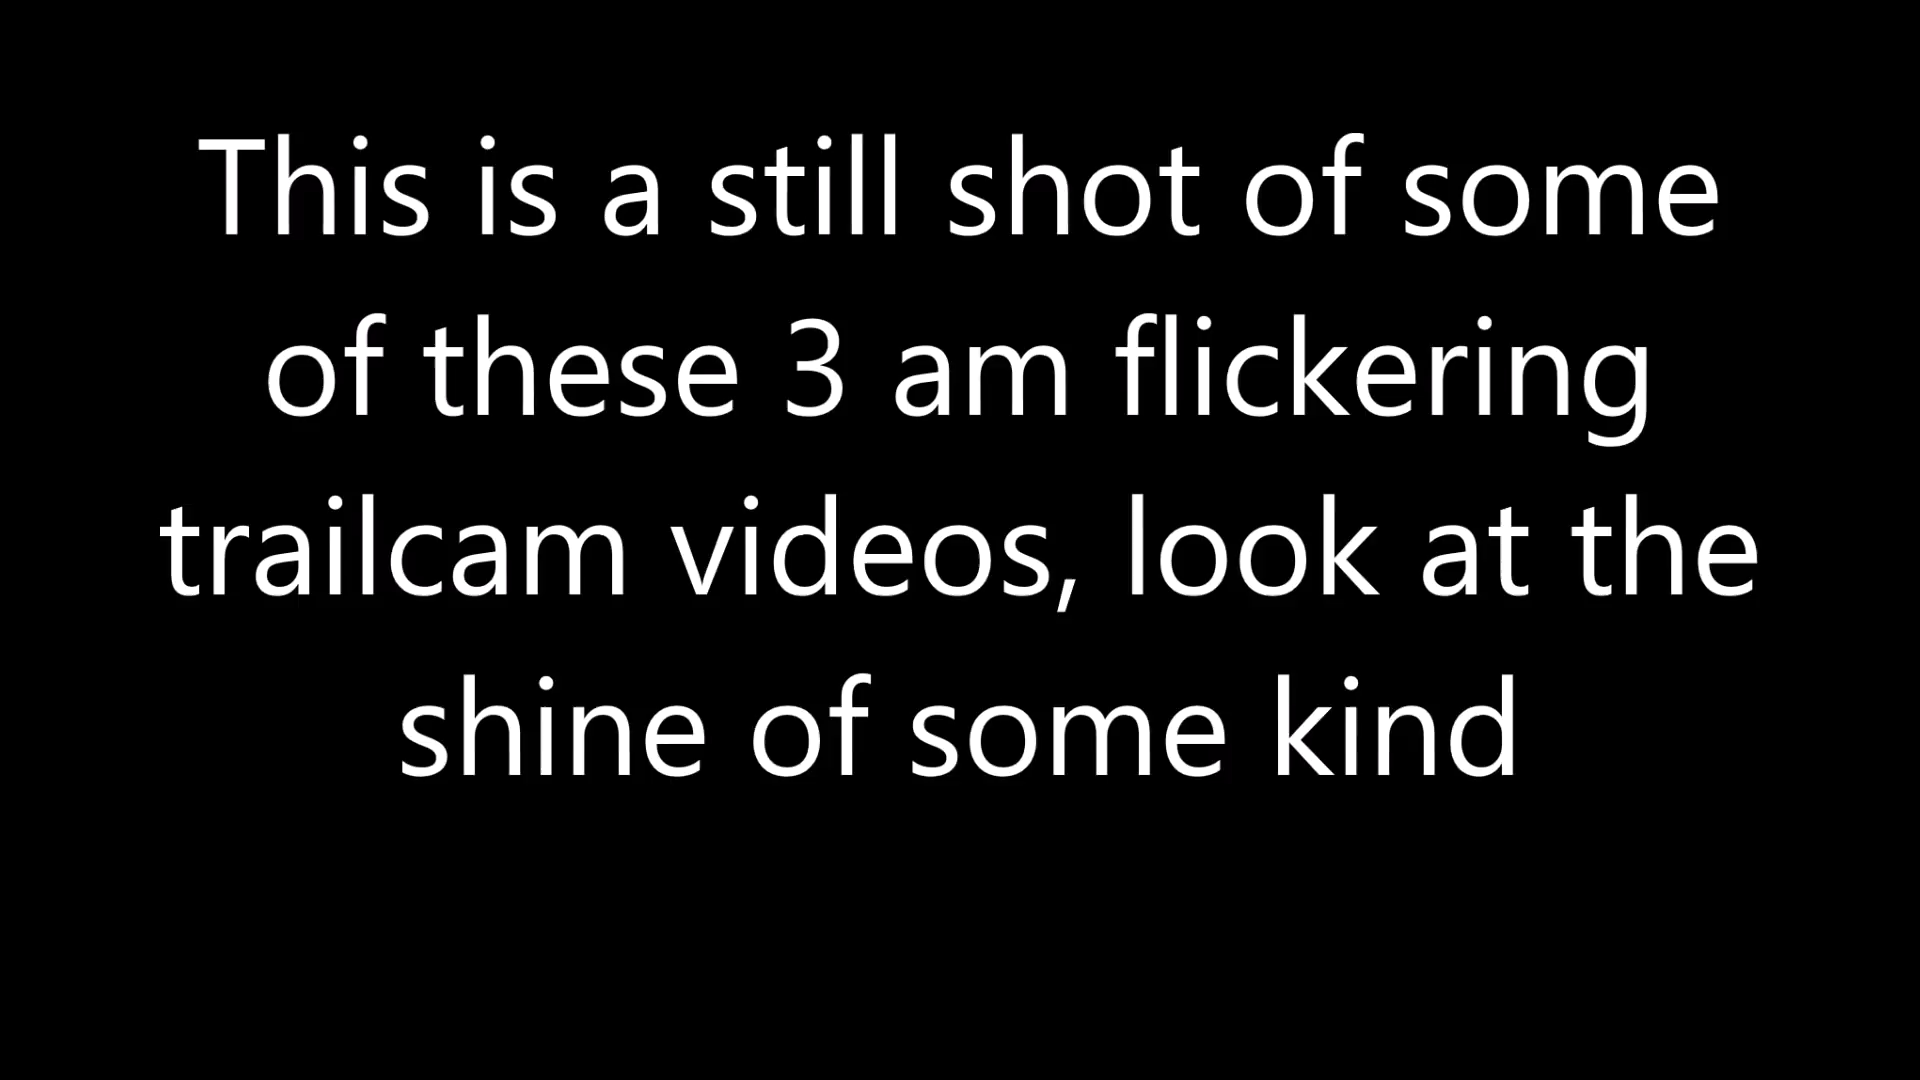 This is a still shot of some
of these 3 am flickering
trailcam videos, look at the
shine of some kind